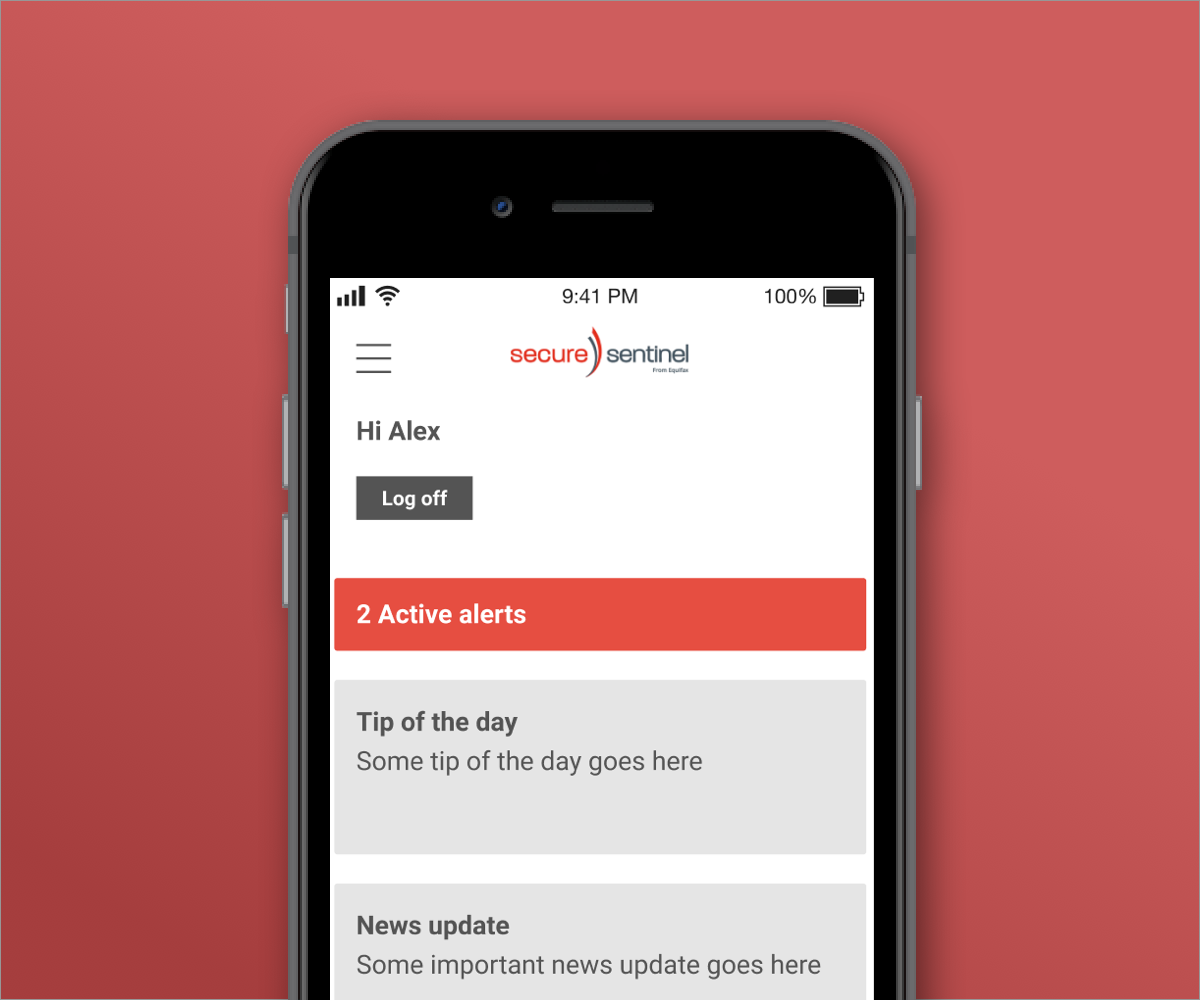 9:41 PM 100%
secure sentinel
From Equifax
Hi Alex
Log off
2 Active alerts
Tip of the day
Some tip of the day goes here
News update
Some important news update goes here